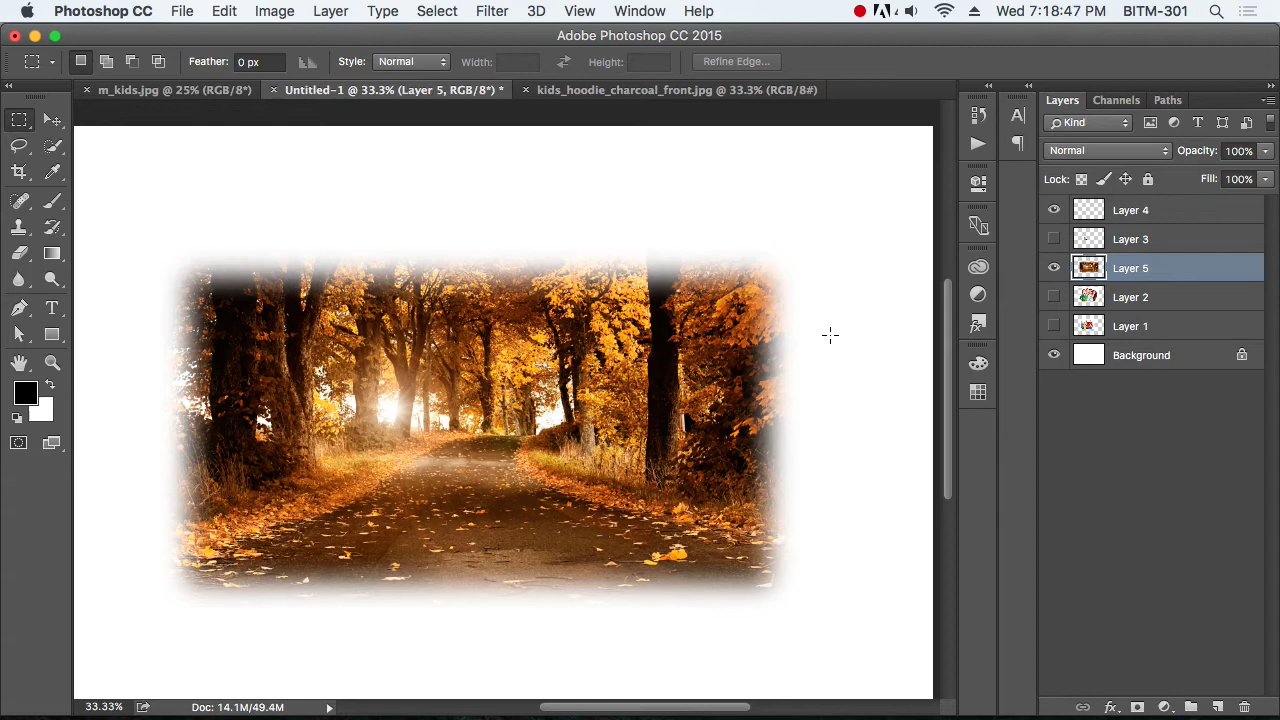 Photoshop CC File Edit Image Layer Type Select Filter 3D View Window Help 4 Wed 7:18:47 PM BITM-301
Adobe Photoshop CC 2015
Feather: 0 px Style: Normal Width: Height: Refine Edge...
× m_kids.jpg @ 25% (RGB/8*) × Untitled-1 @ 33.3% (Layer 5, RGB/8*) * × kids_hoodie_charcoal_front.jpg @ 33.3% (RGB/8#)
Layers Channels Paths
Kind
Normal Opacity: 100%
Lock: Fill: 100%
Layer 4
Layer 3
Layer 5
Layer 2
Layer 1
Background
33.33% Doc: 14.1M/49.4M